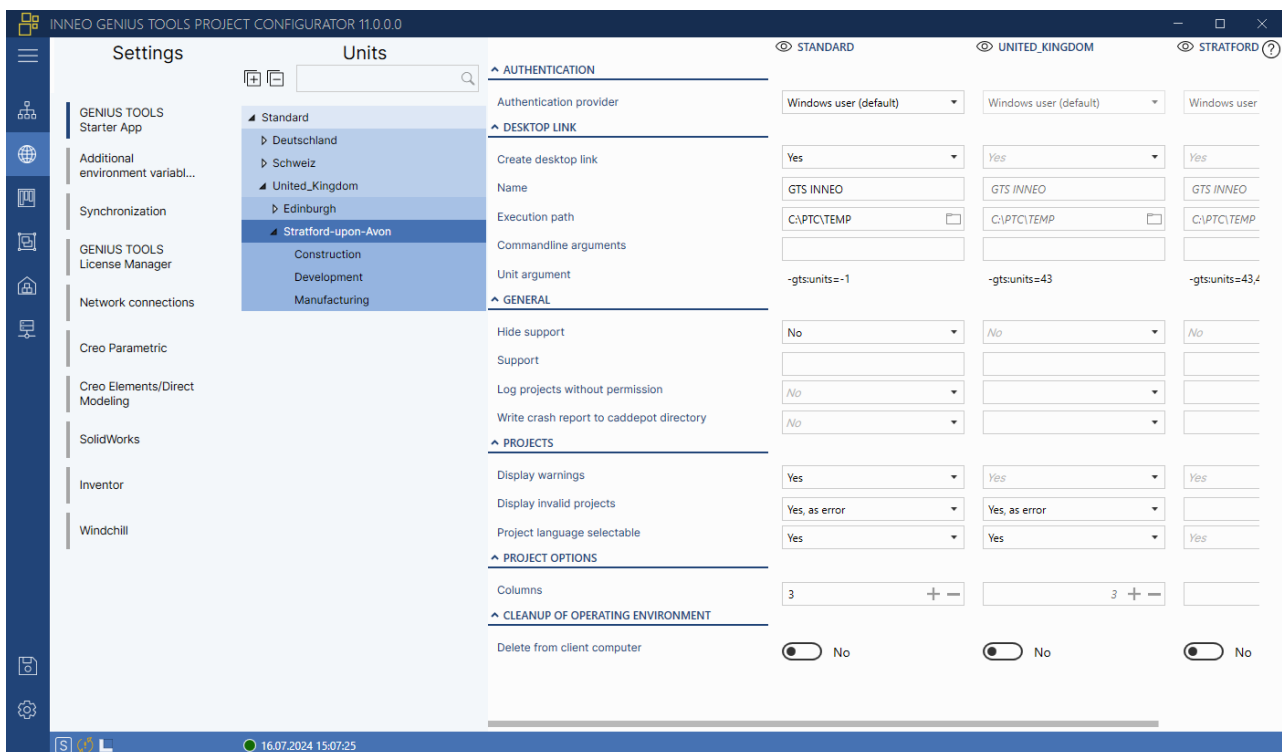 INNEO GENIUS TOOLS PROJECT CONFIGURATOR 11.0.0.0
Settings
GENIUS TOOLS
Starter App
Additional
environment variabl...
Synchronization
GENIUS TOOLS
License Manager
Network connections
Creo Parametric
Creo Elements/Direct
Modeling
SolidWorks
Inventor
Windchill
Units
Standard
Deutschland
Schweiz
United_Kingdom
Edinburgh
Stratford-upon-Avon
Construction
Development
Manufacturing
STANDARD UNITED_KINGDOM STRATFORD ?
AUTHENTICATION
Authentication provider Windows user (default) Windows user (default) Windows user
DESKTOP LINK
Create desktop link Yes Yes Yes
Name GTS INNEO GTS INNEO GTS INNEO
Execution path C:\PTC\TEMP C:\PTC\TEMP C:\PTC\TEMP
Commandline arguments
Unit argument -gts:units=-1 -gts:units=43 -gts:units=43,4
GENERAL
Hide support No No No
Support
Log projects without permission No
Write crash report to caddepot directory No
PROJECTS
Display warnings Yes Yes Yes
Display invalid projects Yes, as error Yes, as error
Project language selectable Yes Yes Yes
PROJECT OPTIONS
Columns 3 3
CLEANUP OF OPERATING ENVIRONMENT
Delete from client computer No No No
S L 16.07.2024 15:07:25